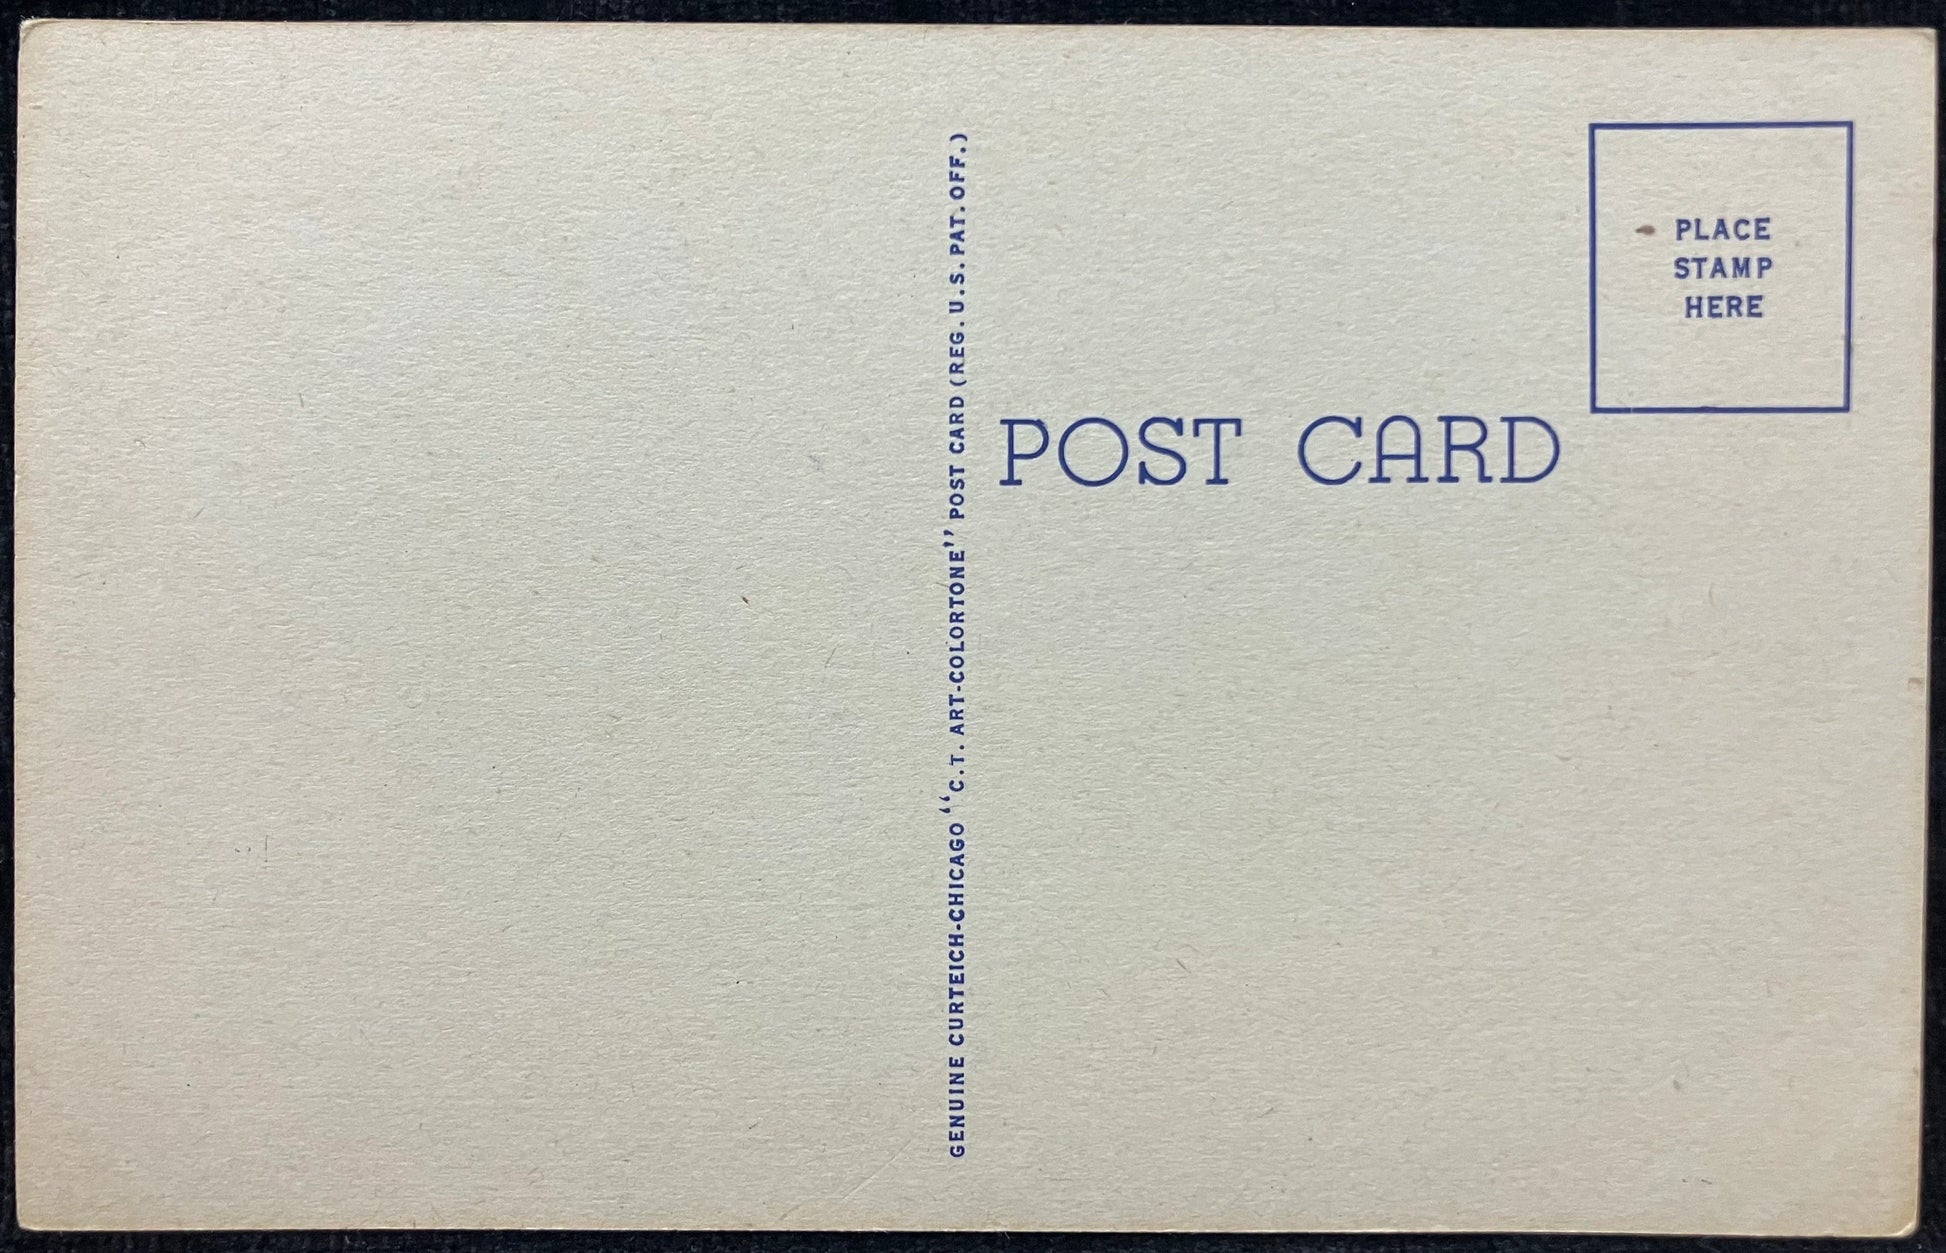 GENUINE CURTEICH-CHICAGO "C.T. ART-COLORTONE" POST CARD (REG. U.S. PAT. OFF.)
PLACE
STAMP
HERE
POST CARD